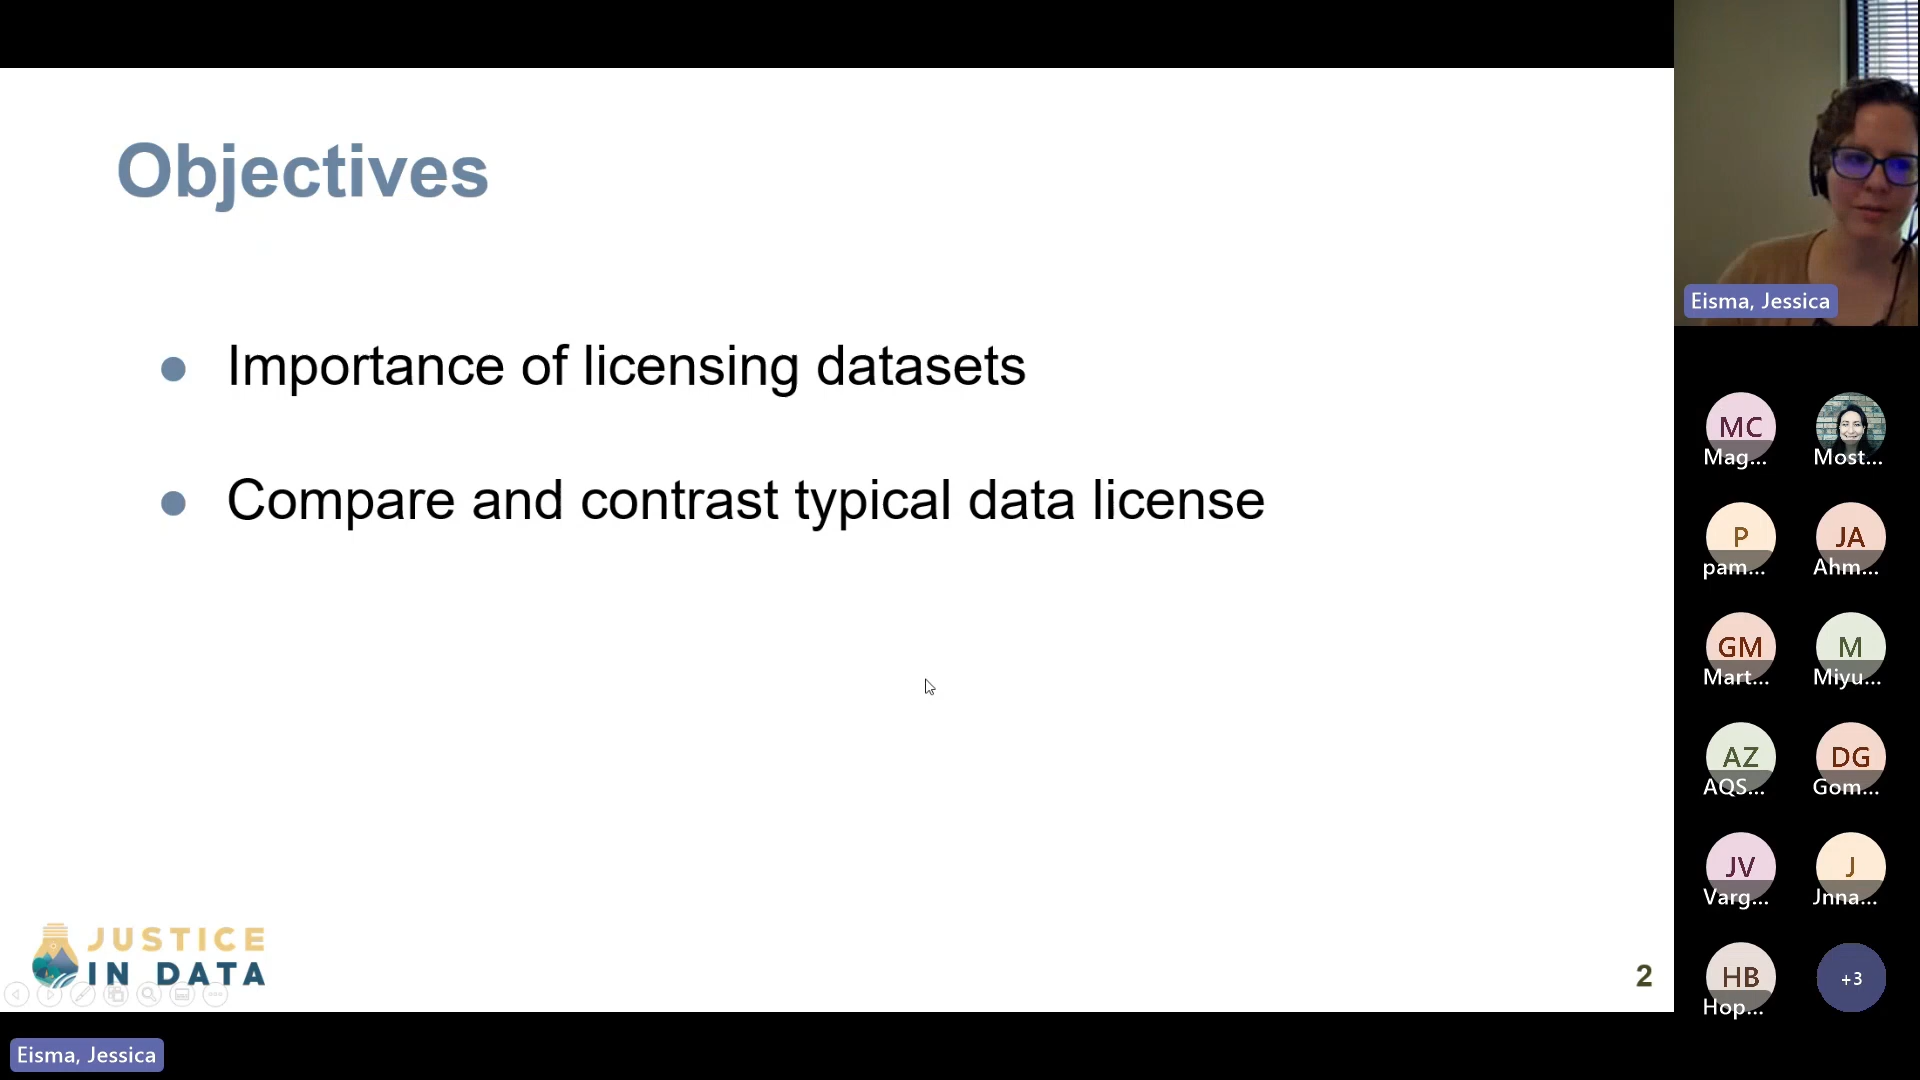 Objectives
Importance of licensing datasets
Compare and contrast typical data license
JUSTICE
IN DATA
2
Eisma, Jessica
Eisma, Jessica
MC
Mag...
Most...
P
pam...
JA
Ahm...
GM
Mart...
M
Miyu...
AZ
AQS...
DG
Gom...
JV
Varg...
J
Jnna...
HB
Hop...
+3